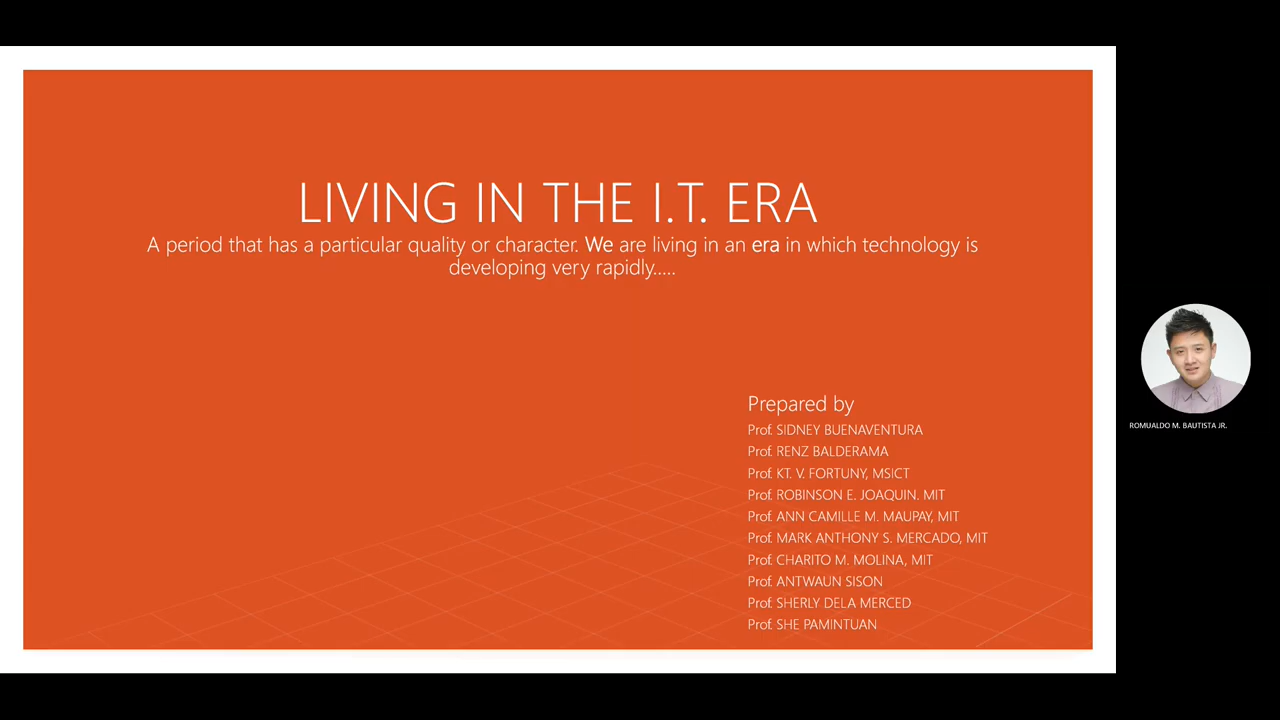 LIVING IN THE I.T. ERA
A period that has a particular quality or character. We are living in an era in which technology is
developing very rapidly.....
Prepared by
Prof. SIDNEY BUENAVENTURA
Prof. RENZ BALDERAMA
Prof. KT. V. FORTUNY, MSICT
Prof. ROBINSON E. JOAQUIN. MIT
Prof. ANN CAMILLE M. MAUPAY, MIT
Prof. MARK ANTHONY S. MERCADO, MIT
Prof. CHARITO M. MOLINA, MIT
Prof. ANTWAUN SISON
Prof. SHERLY DELA MERCED
Prof. SHE PAMINTUAN
ROMUALDO M. BAUTISTA JR.